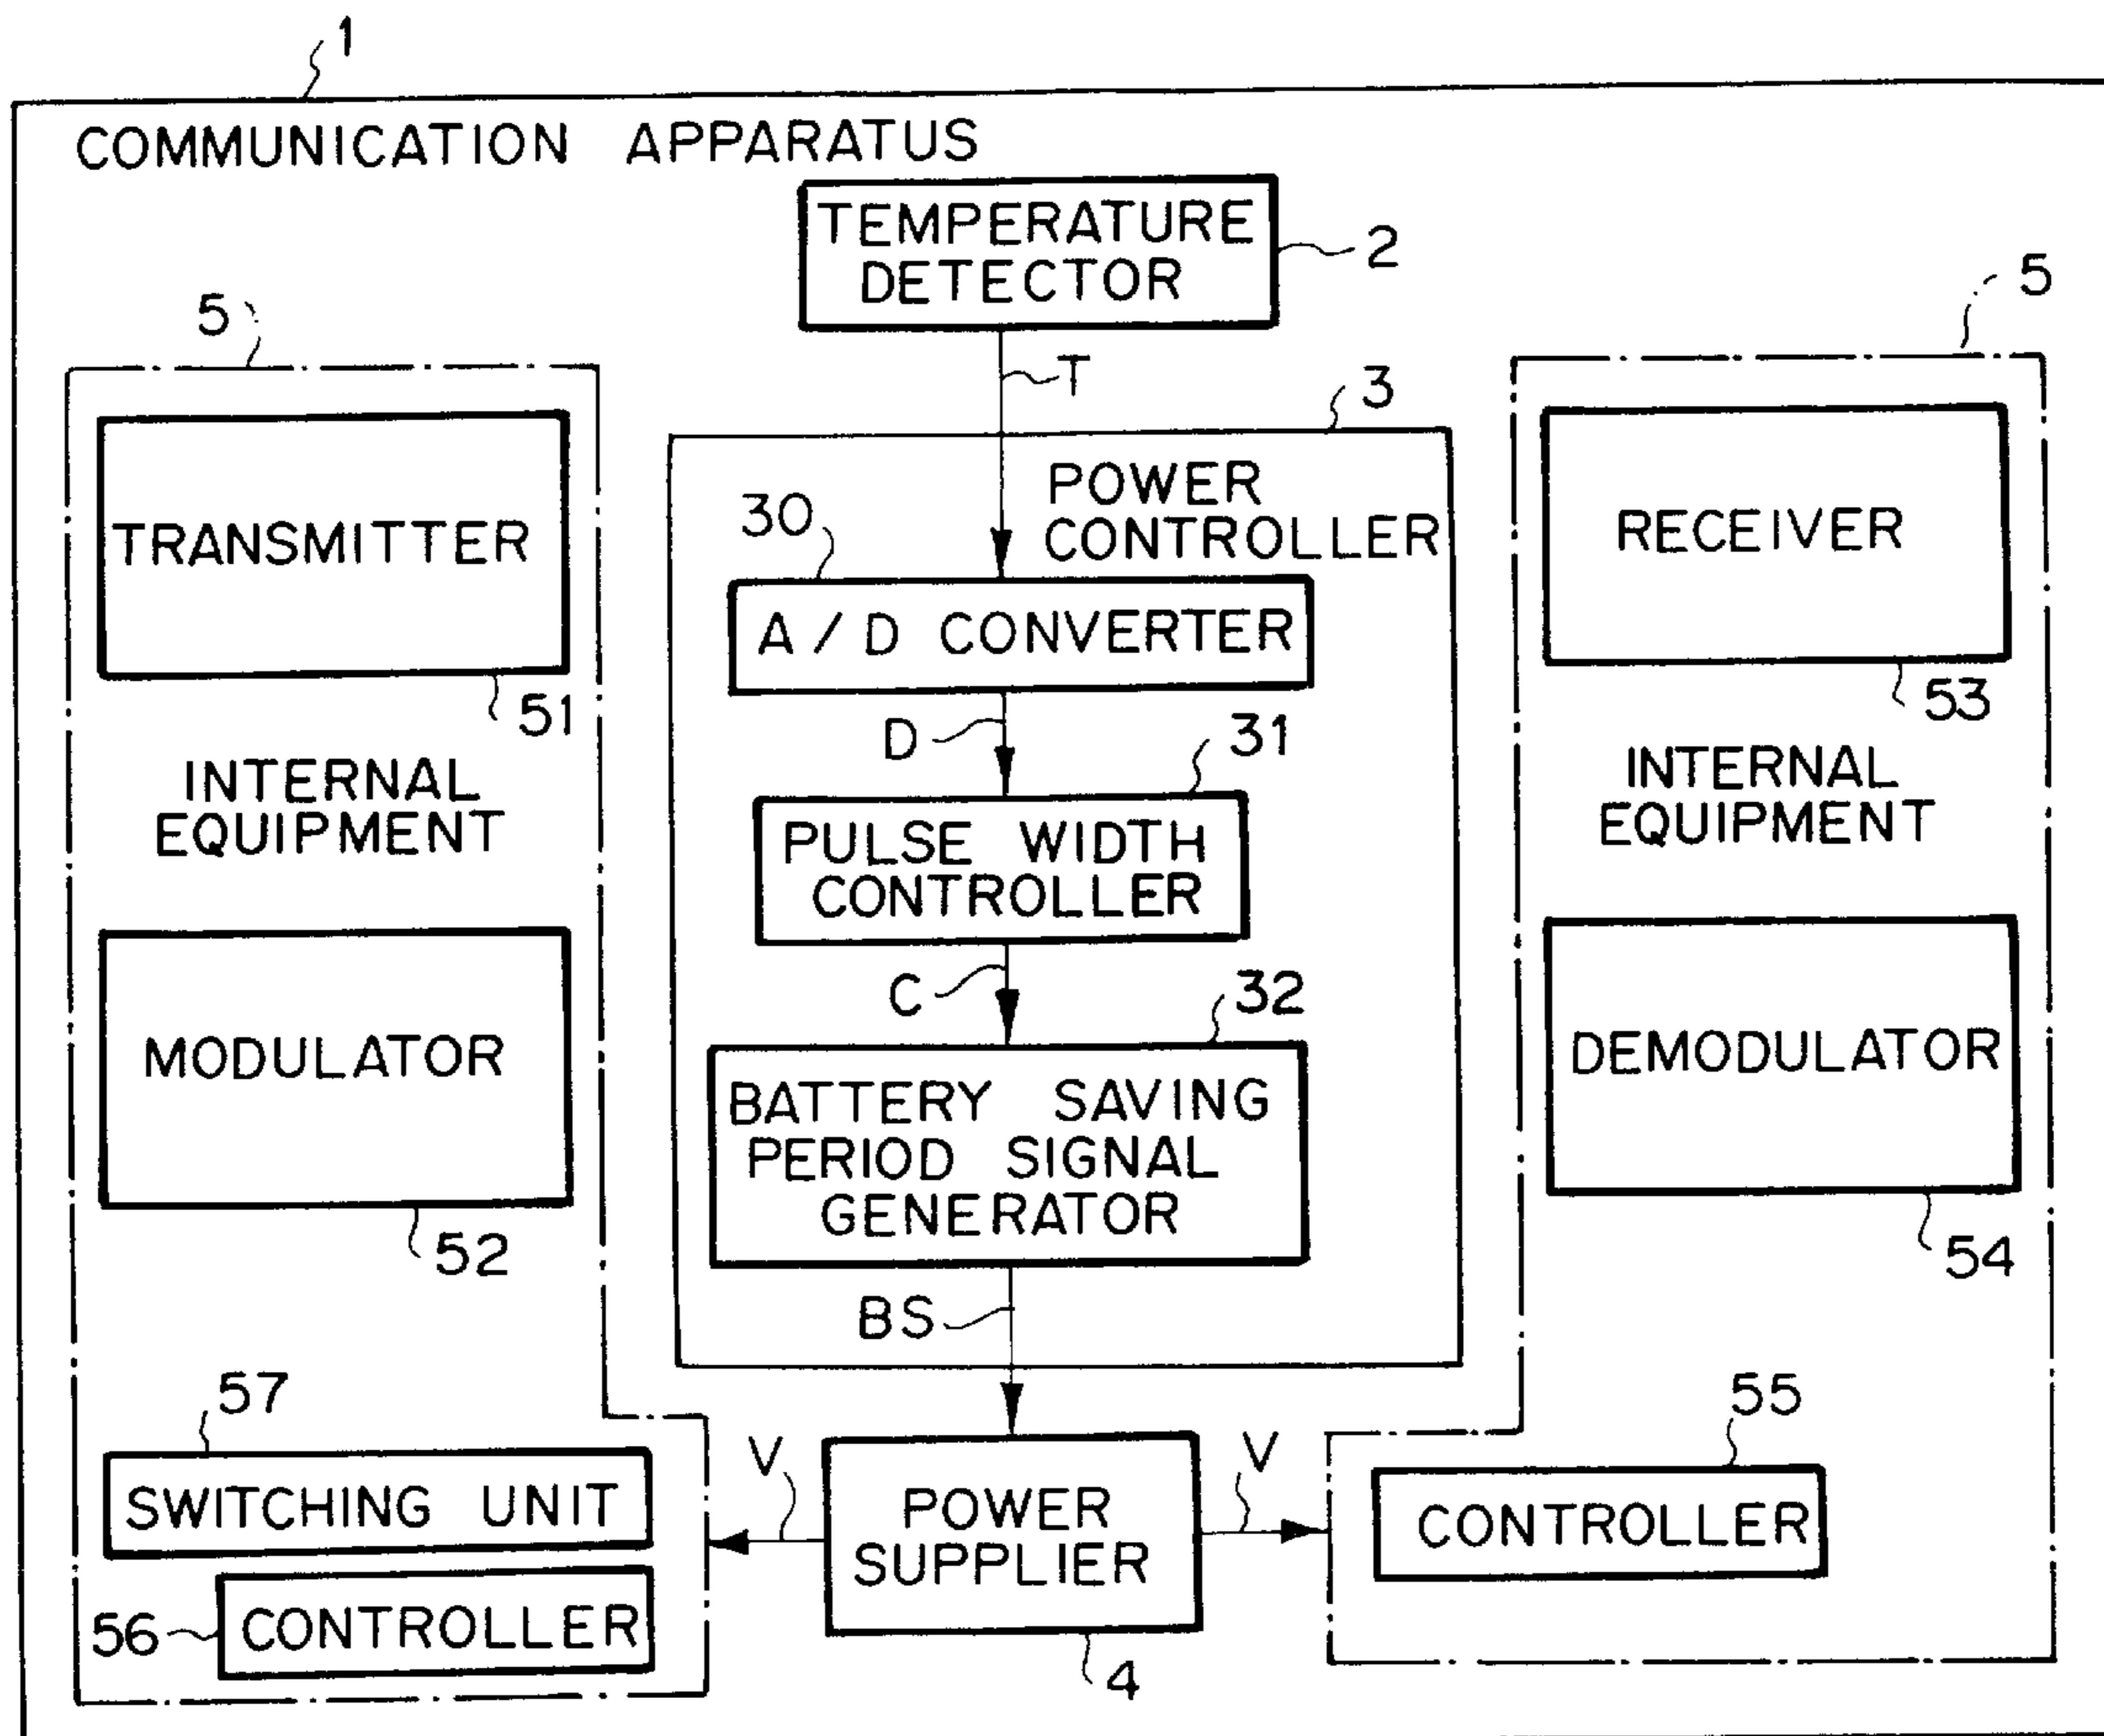 1
COMMUNICATION APPARATUS
TEMPERATURE
DETECTOR
2
5
5
T
3
POWER
CONTROLLER
30
TRANSMITTER
RECEIVER
A / D CONVERTER
51
53
D
31
INTERNAL
EQUIPMENT
INTERNAL
EQUIPMENT
PULSE WIDTH
CONTROLLER
C
32
MODULATOR
DEMODULATOR
BATTERY SAVING
PERIOD SIGNAL
GENERATOR
52
54
BS
57
55
V
V
SWITCHING UNIT
POWER
SUPPLIER
CONTROLLER
56
CONTROLLER
4